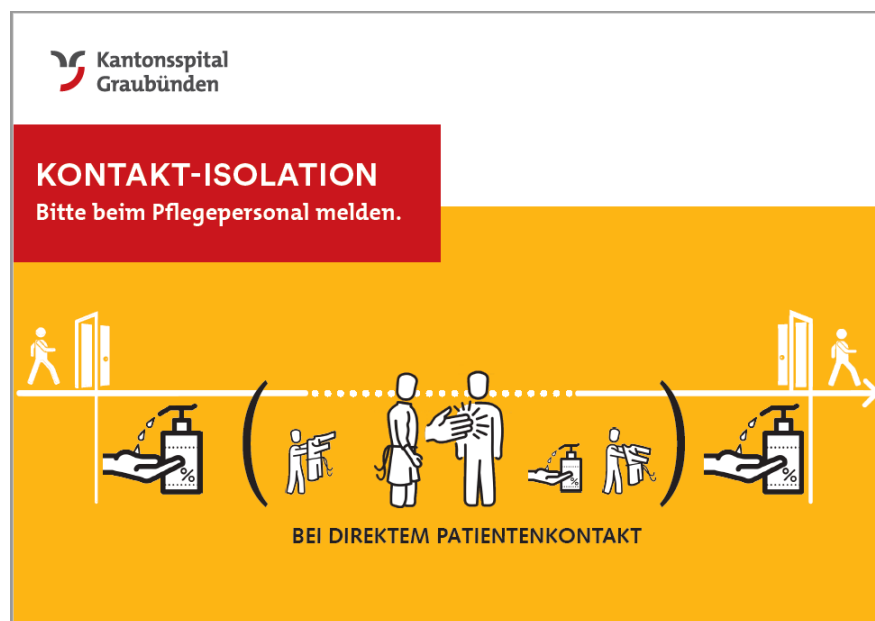 Kantonsspital
Graubünden
KONTAKT-ISOLATION
Bitte beim Pflegepersonal melden.
%
%
%
BEI DIREKTEM PATIENTENKONTAKT